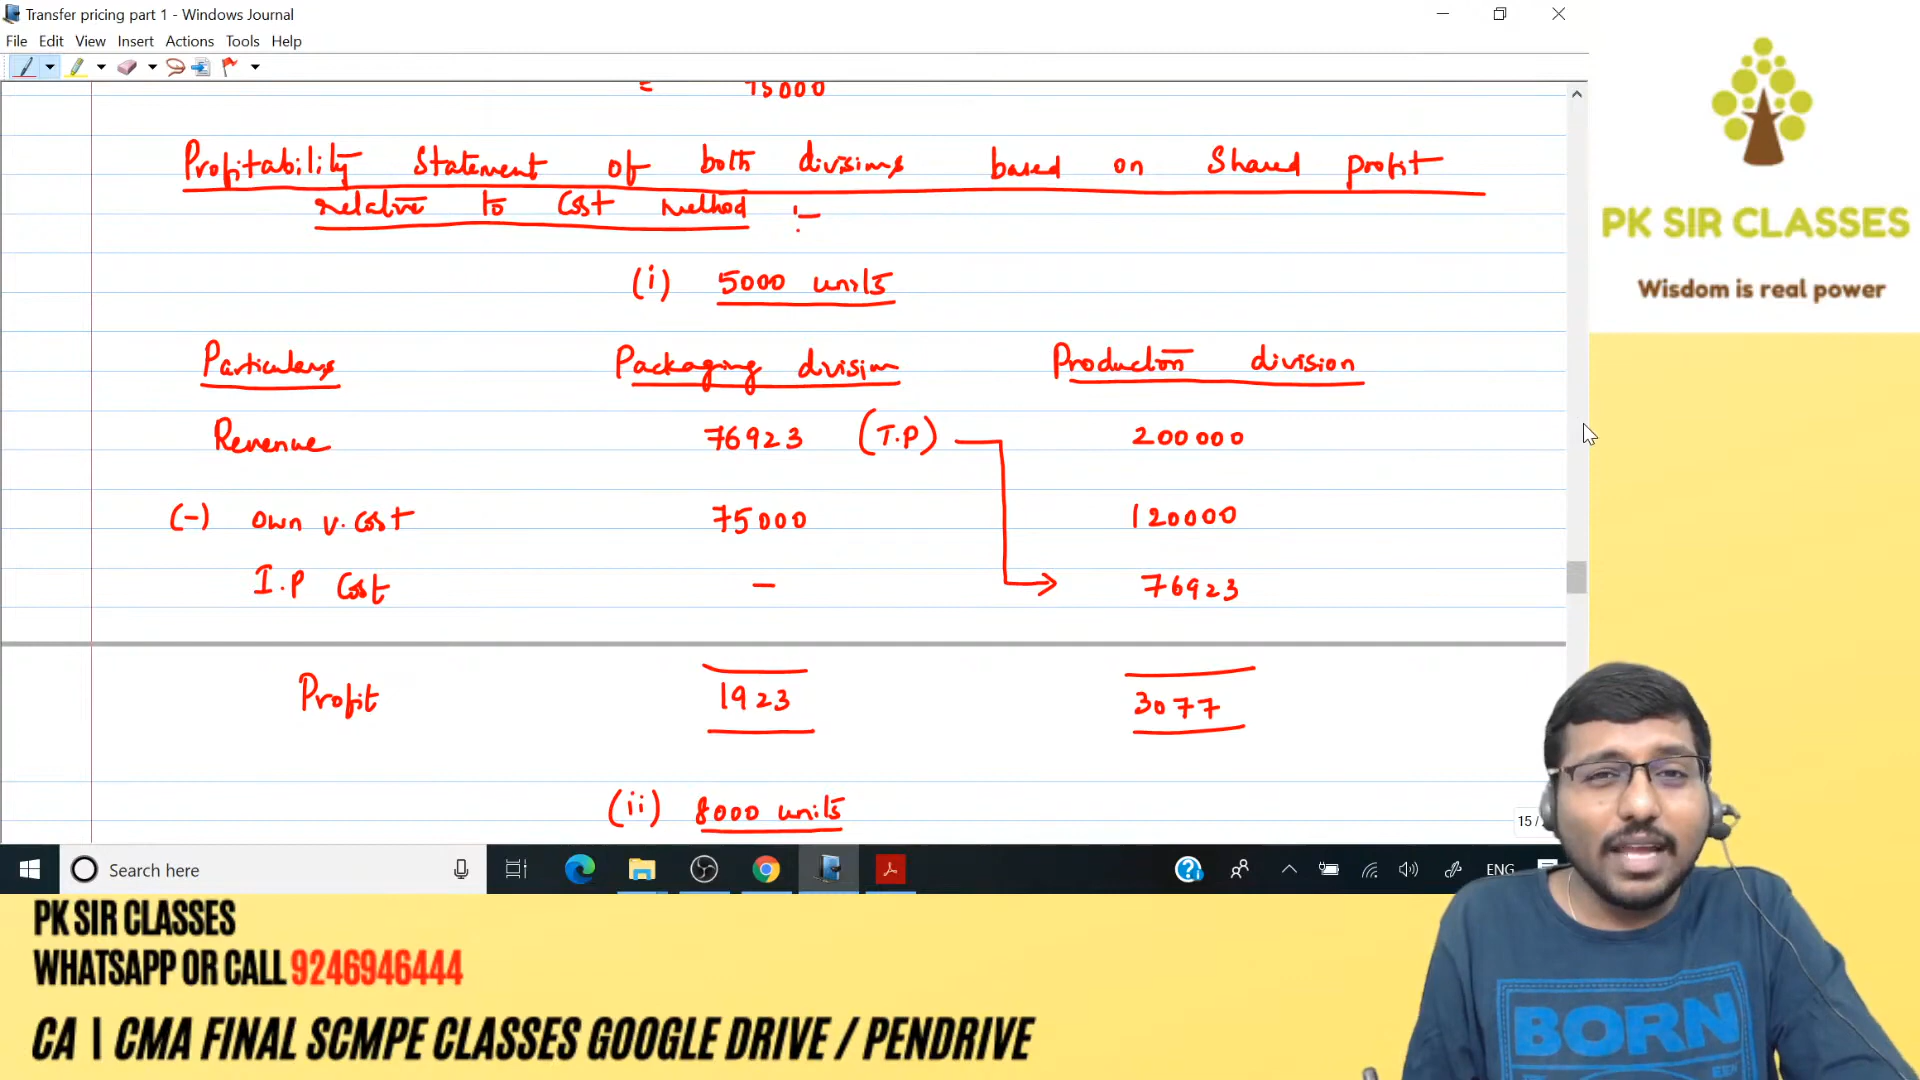 Transfer pricing part 1 - Windows Journal
File Edit View Insert Actions Tools Help
= 75000
Profitability Statement of both divisions based on Shared profit
relative to Cost method :-
(i) 5000 units
Particulars Packaging division Production division
Revenue 76923 (T.P) 200000
(-) own v. cost 75000 120000
I.P Cost - 76923
Profit 1923 3077
(ii) 8000 units
15 /
Search here
ENG
PK SIR CLASSES
Wisdom is real power
BORN
PK SIR CLASSES
WHATSAPP OR CALL 9246946444
CA \ CMA FINAL SCMPE CLASSES GOOGLE DRIVE / PENDRIVE